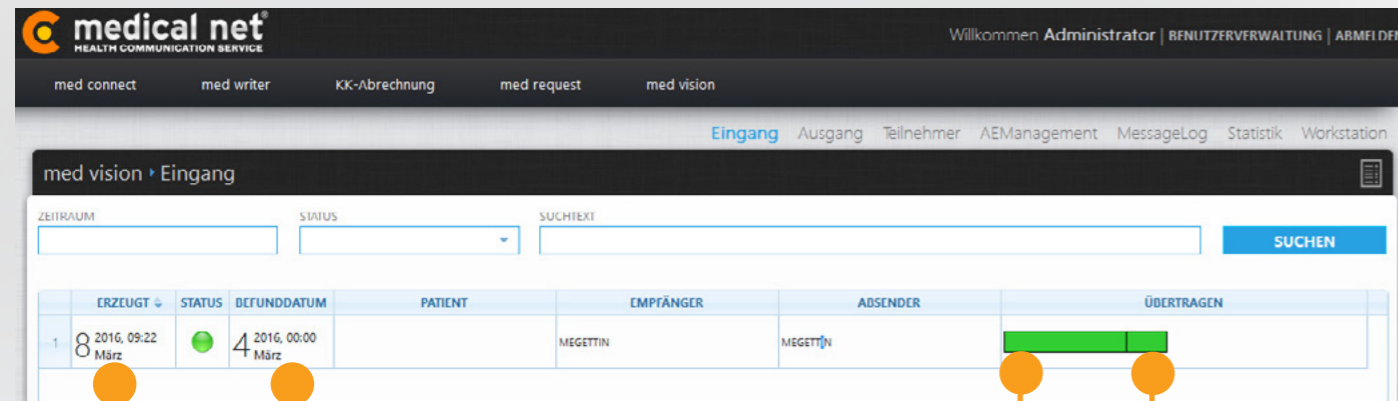 medical net®
HEALTH COMMUNICATION SERVICE
Willkommen Administrator | BENUTZERVERWALTUNG | ABMELDEN
med connect med writer KK-Abrechnung med request med vision
Eingang Ausgang Teilnehmer AEManagement MessageLog Statistik Workstation
med vision Eingang
ZEITRAUM STATUS SUCHTEXT
SUCHEN
ERZEUGT STATUS BEFUNDDATUM PATIENT EMPFÄNGER ABSENDER ÜBERTRAGEN
1 8 2016, 09:22 März 4 2016, 00:00 März MEGETTIN MEGETTIN